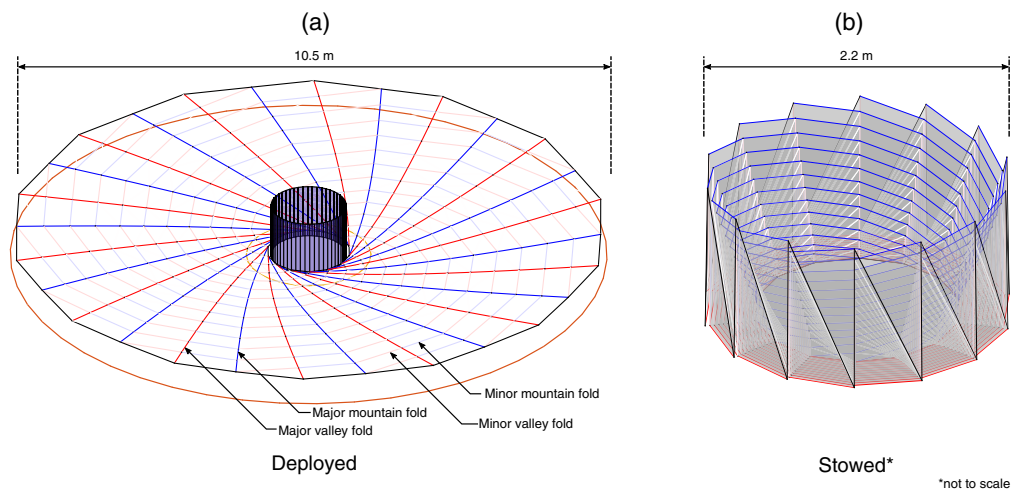 (a)
10.5 m
Minor mountain fold
Major mountain fold
Minor valley fold
Major valley fold
Deployed
(b)
2.2 m
Stowed*
*not to scale